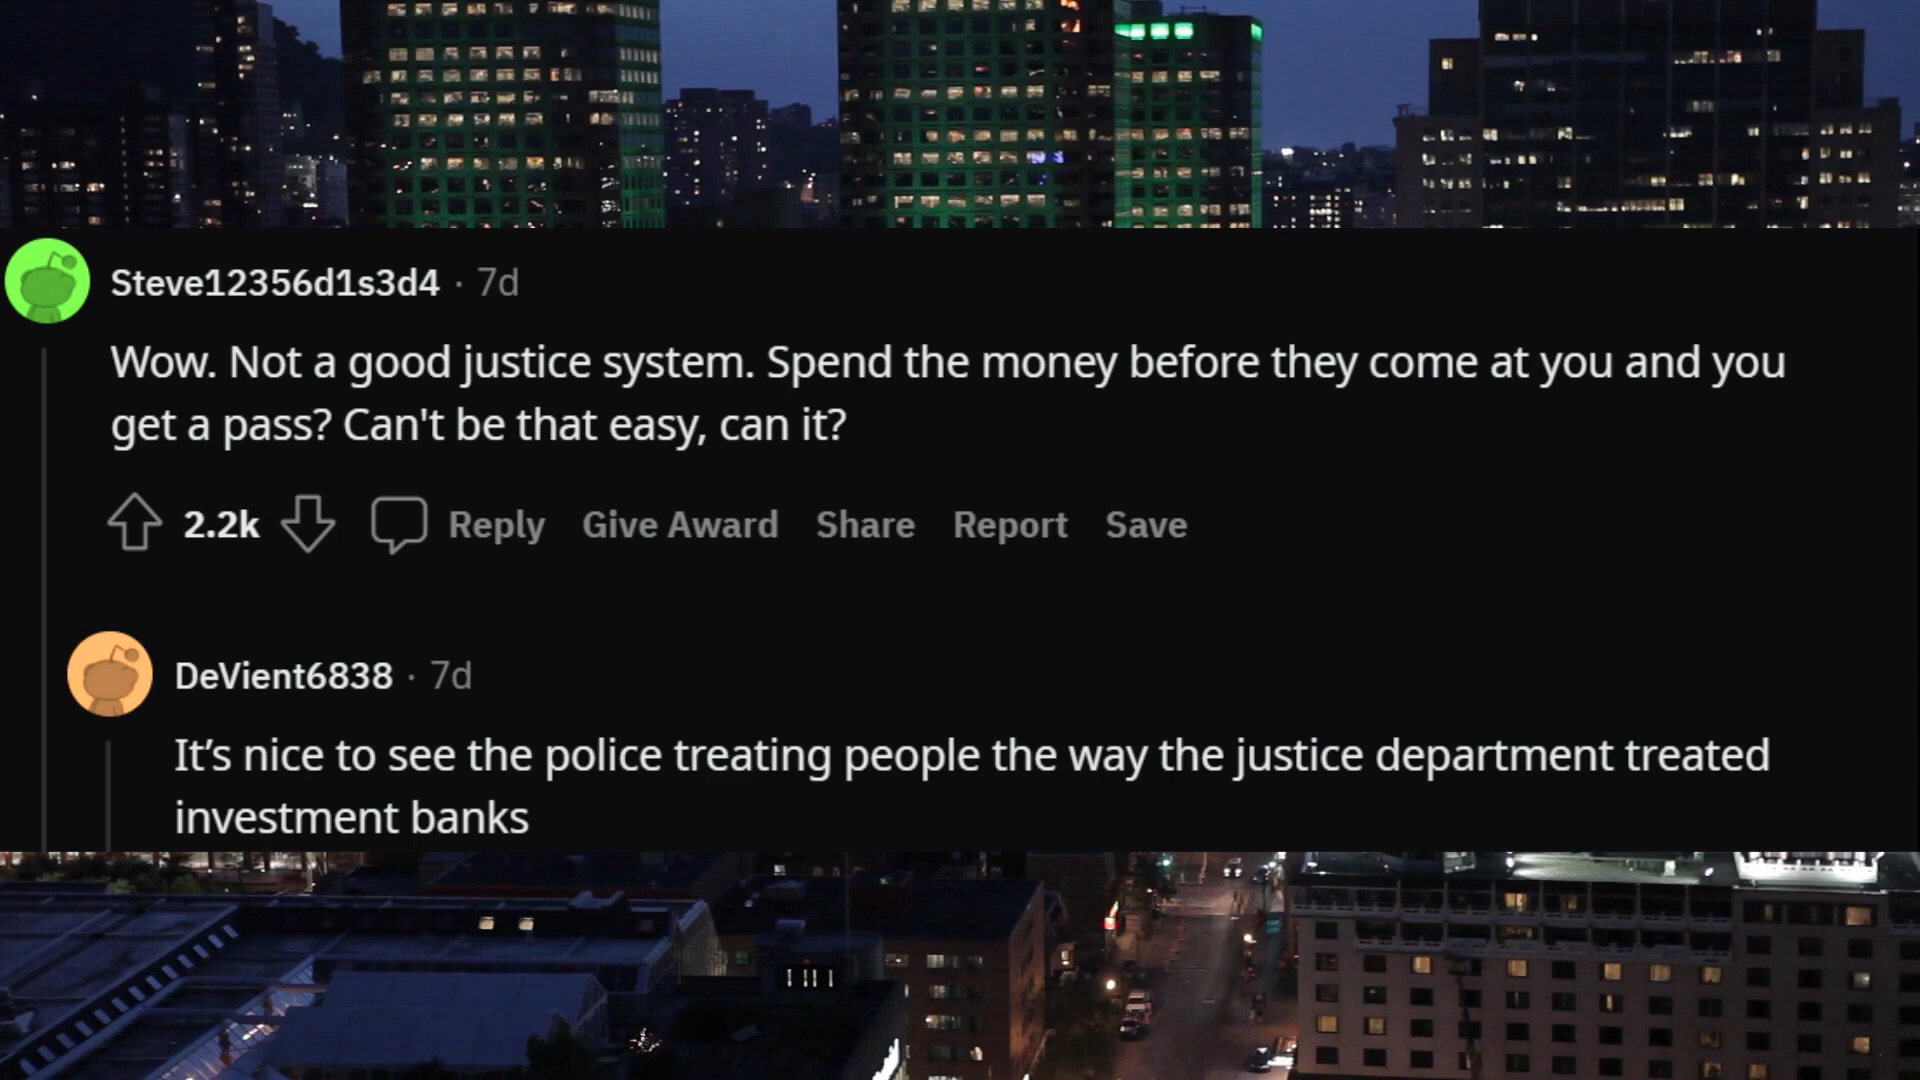 Steve12356d1s3d4 · 7d
Wow. Not a good justice system. Spend the money before they come at you and you
get a pass? Can't be that easy, can it?
2.2k Reply Give Award Share Report Save
DeVient6838 · 7d
It’s nice to see the police treating people the way the justice department treated
investment banks